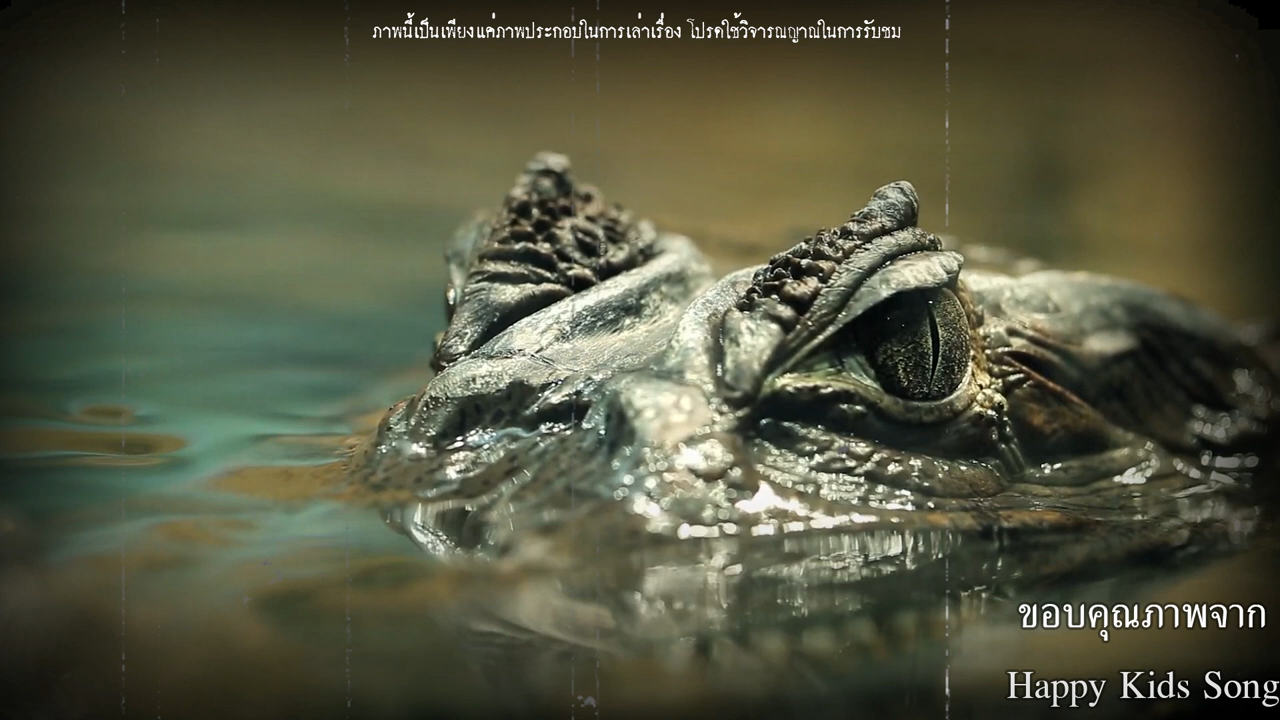 ภาพนี้เป็นเพียงแค่ภาพประกอบในการเล่าเรื่อง โปรดใช้วิจารณญาณในการรับชม
ขอบคุณภาพจาก
Happy Kids Song